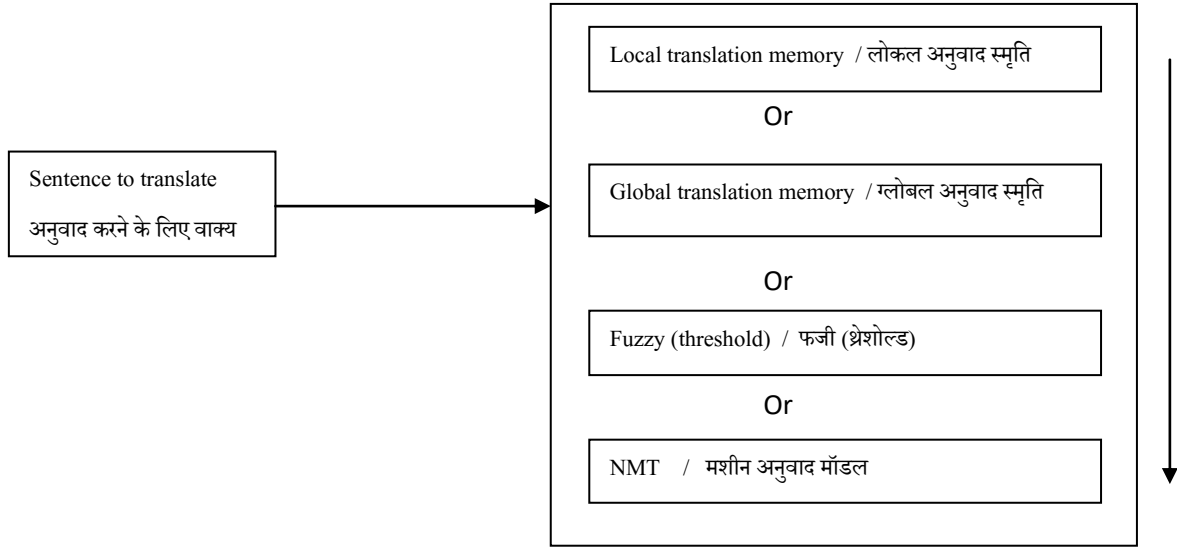 Local translation memory / लोकल अनुवाद स्मृति
Or
Sentence to translate
अनुवाद करने के लिए वाक्य
Global translation memory / ग्लोबल अनुवाद स्मृति
Or
Fuzzy (threshold) / फजी (थ्रेशोल्ड)
Or
NMT / मशीन अनुवाद मॉडल